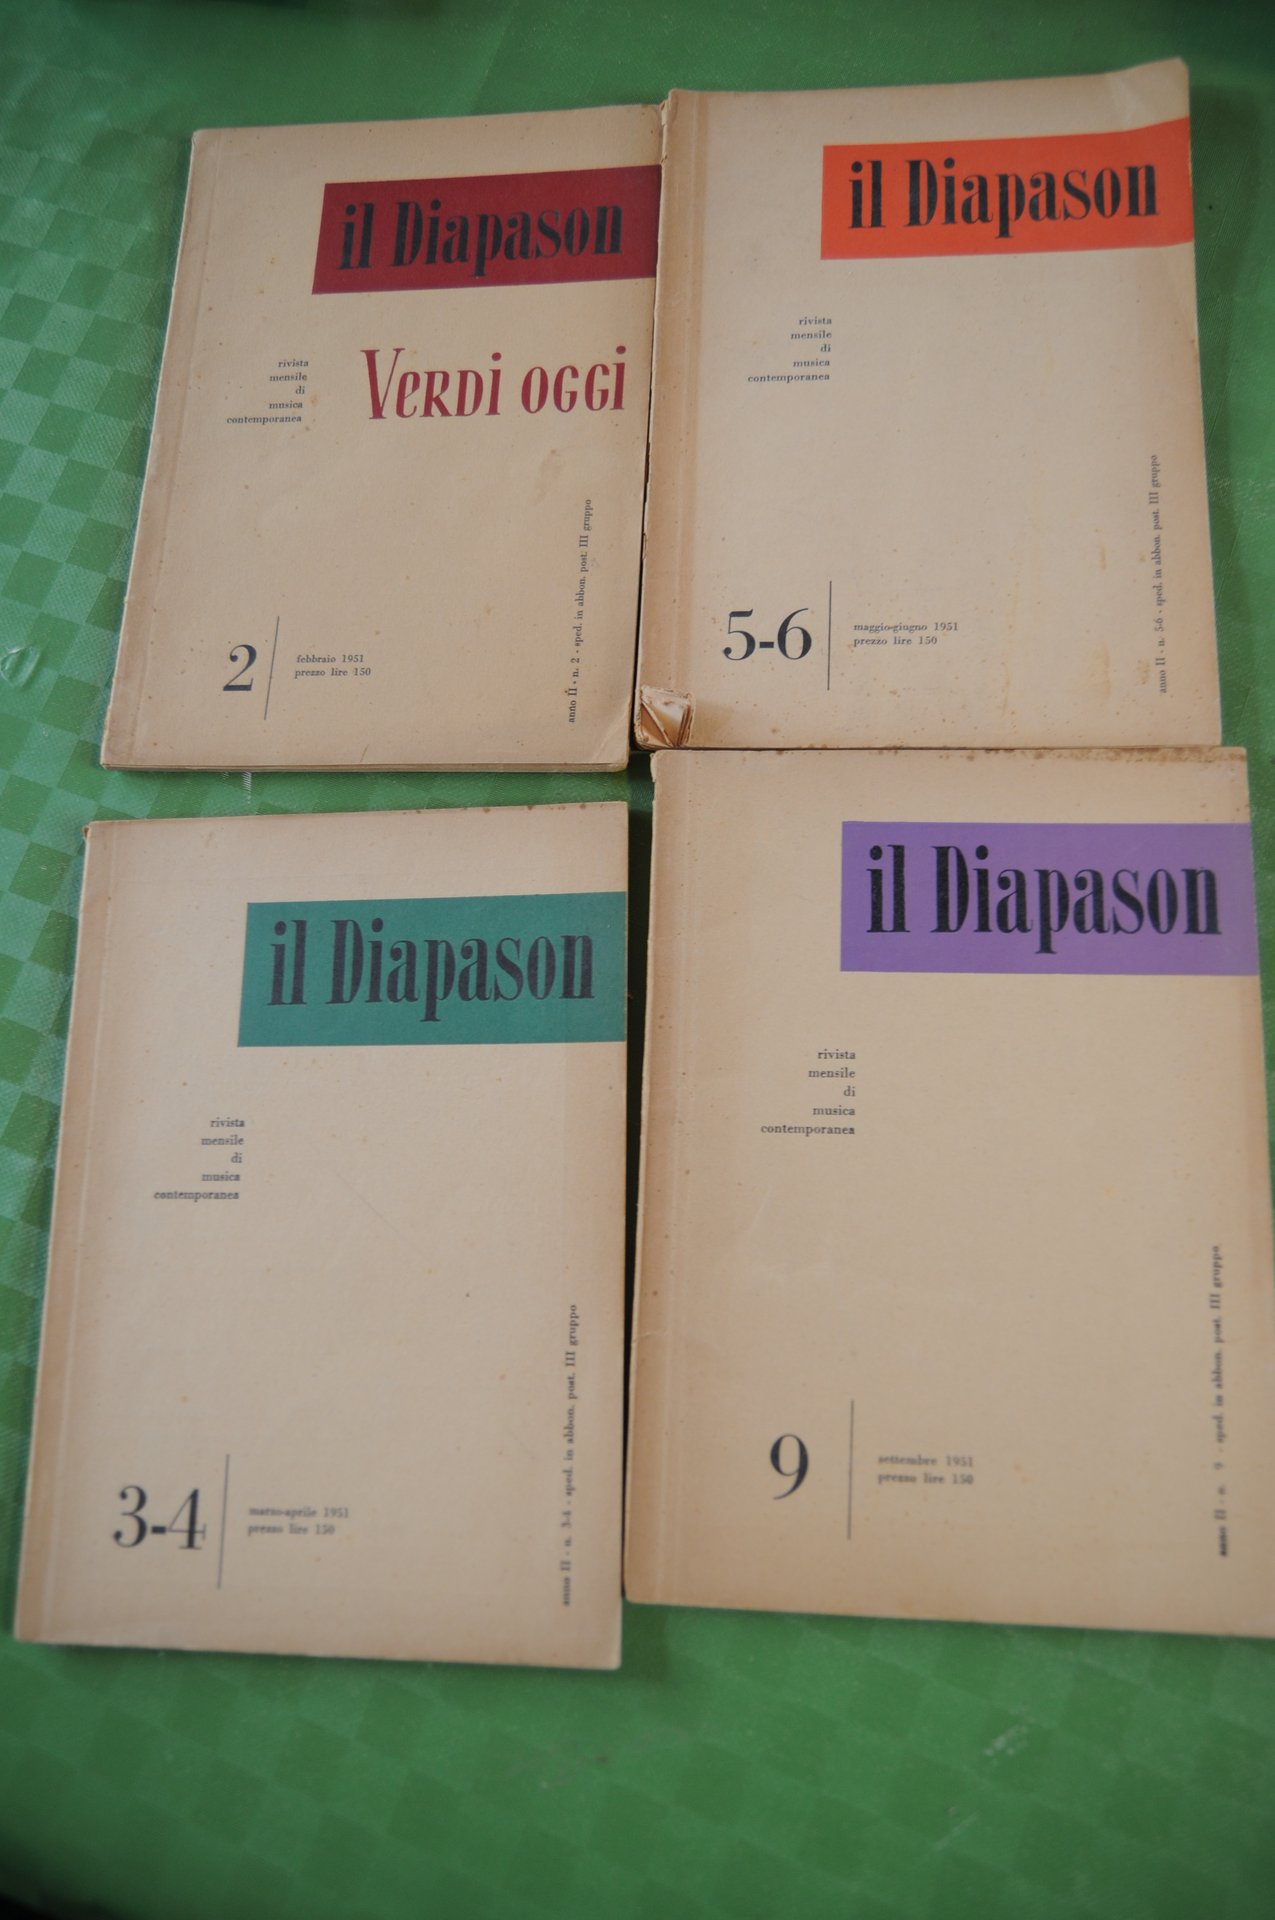 il Diapason
rivista
mensile
di
musica
contemporanea
VERDI OGGI
2
febbraio 1951
prezzo lire 150
anno II - n. 2 - sped. in abbon. post. III gruppo
il Diapason
rivista
mensile
di
musica
contemporanea
5-6
maggio-giugno 1951
prezzo lire 150
anno II - n. 5-6 - sped. in abbon. post. III gruppo
il Diapason
rivista
mensile
di
musica
contemporanea
3-4
marzo-aprile 1951
prezzo lire 150
anno II - n. 3-4 - sped. in abbon. post. III gruppo
il Diapason
rivista
mensile
di
musica
contemporanea
9
settembre 1951
prezzo lire 150
anno II - n. 9 - sped. in abbon. post. III gruppo